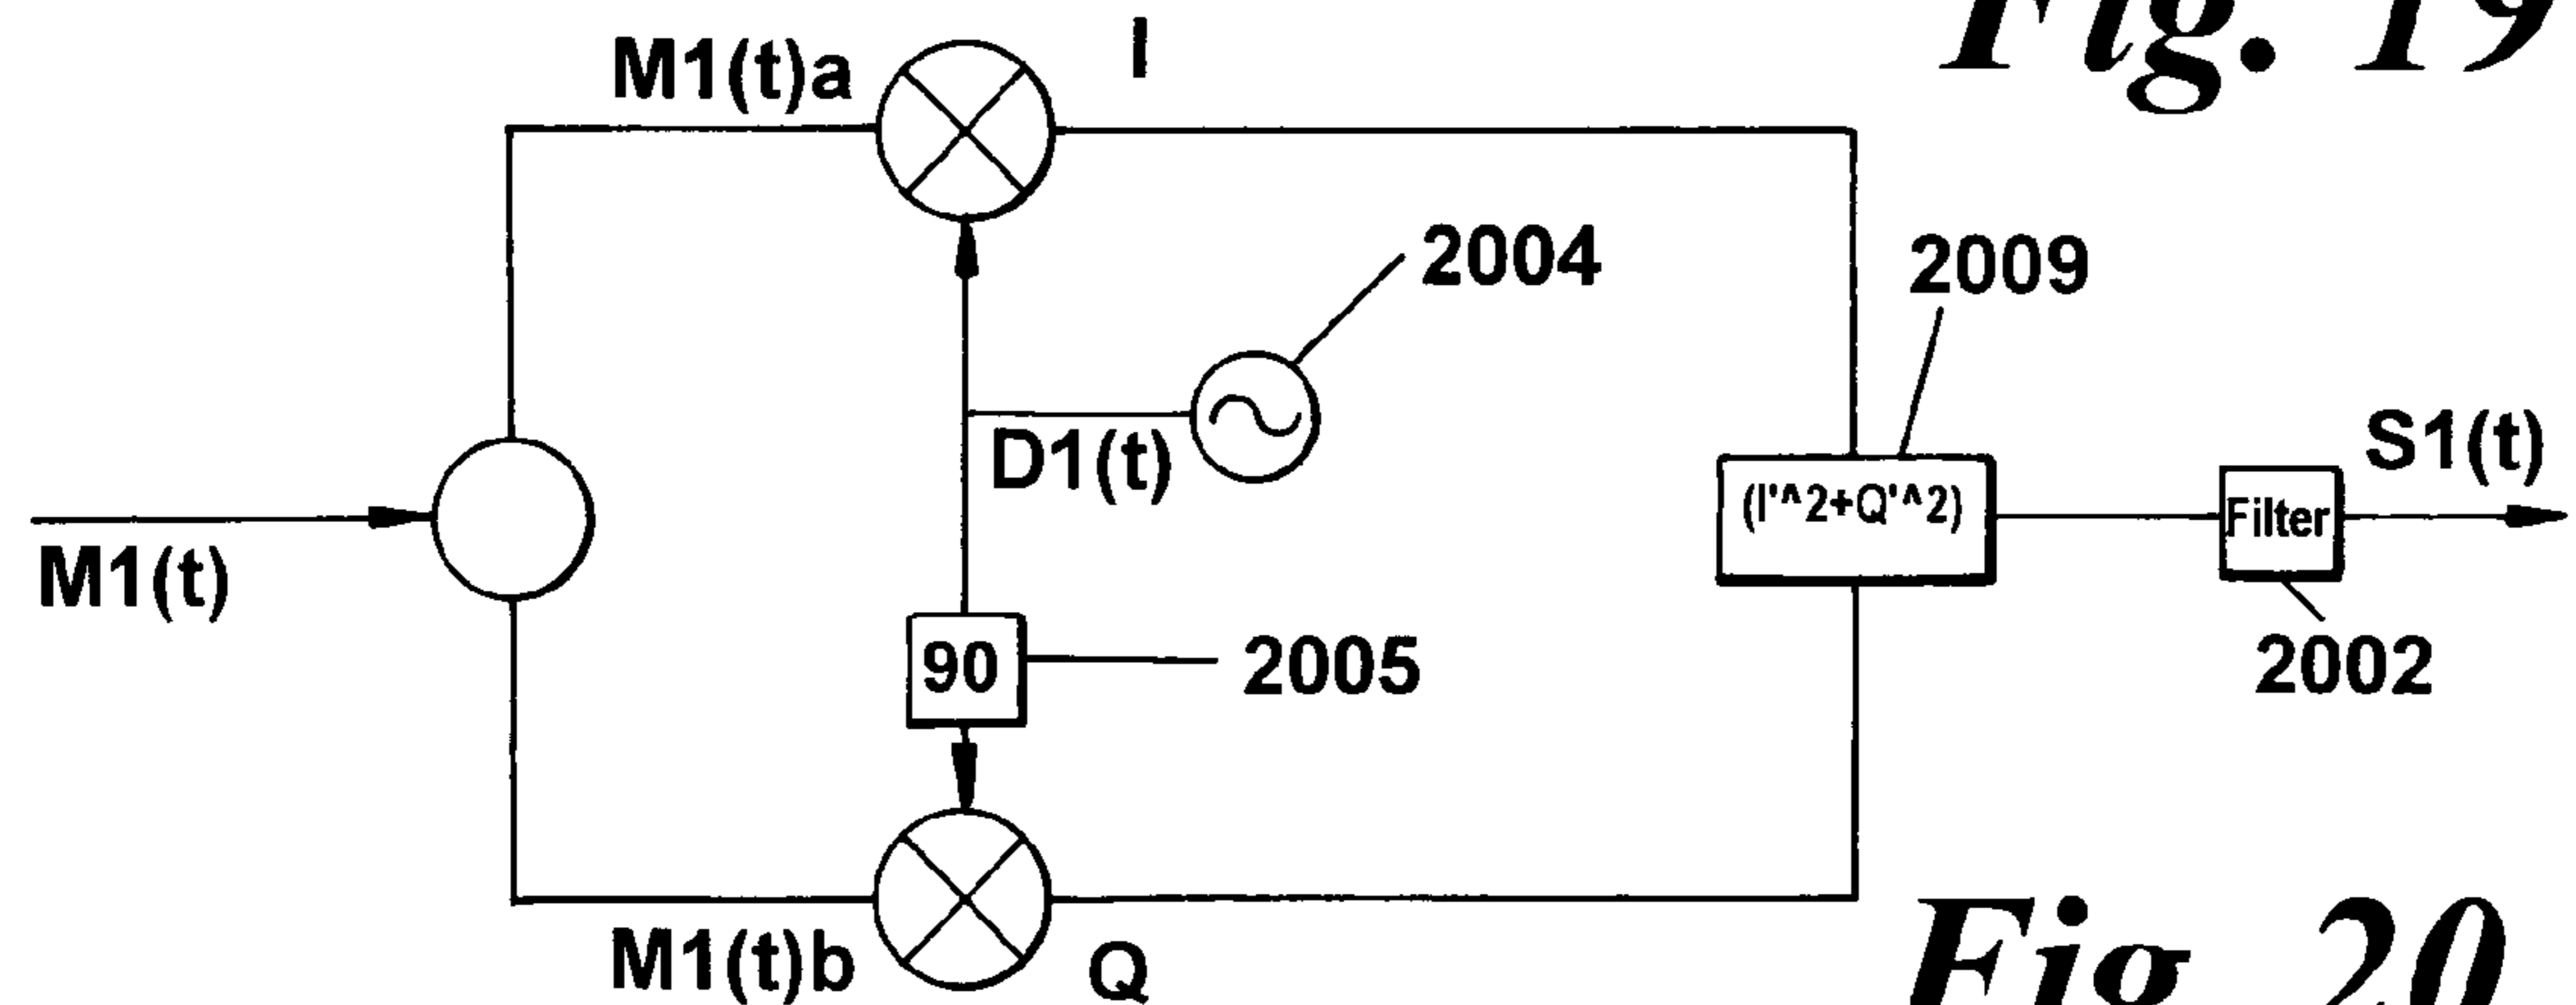 Fig. 19
M1(t)a
I
2004
2009
D1(t)
S1(t)
(I'^2+Q'^2)
Filter
M1(t)
90
2005
2002
M1(t)b
Q
Fig. 20